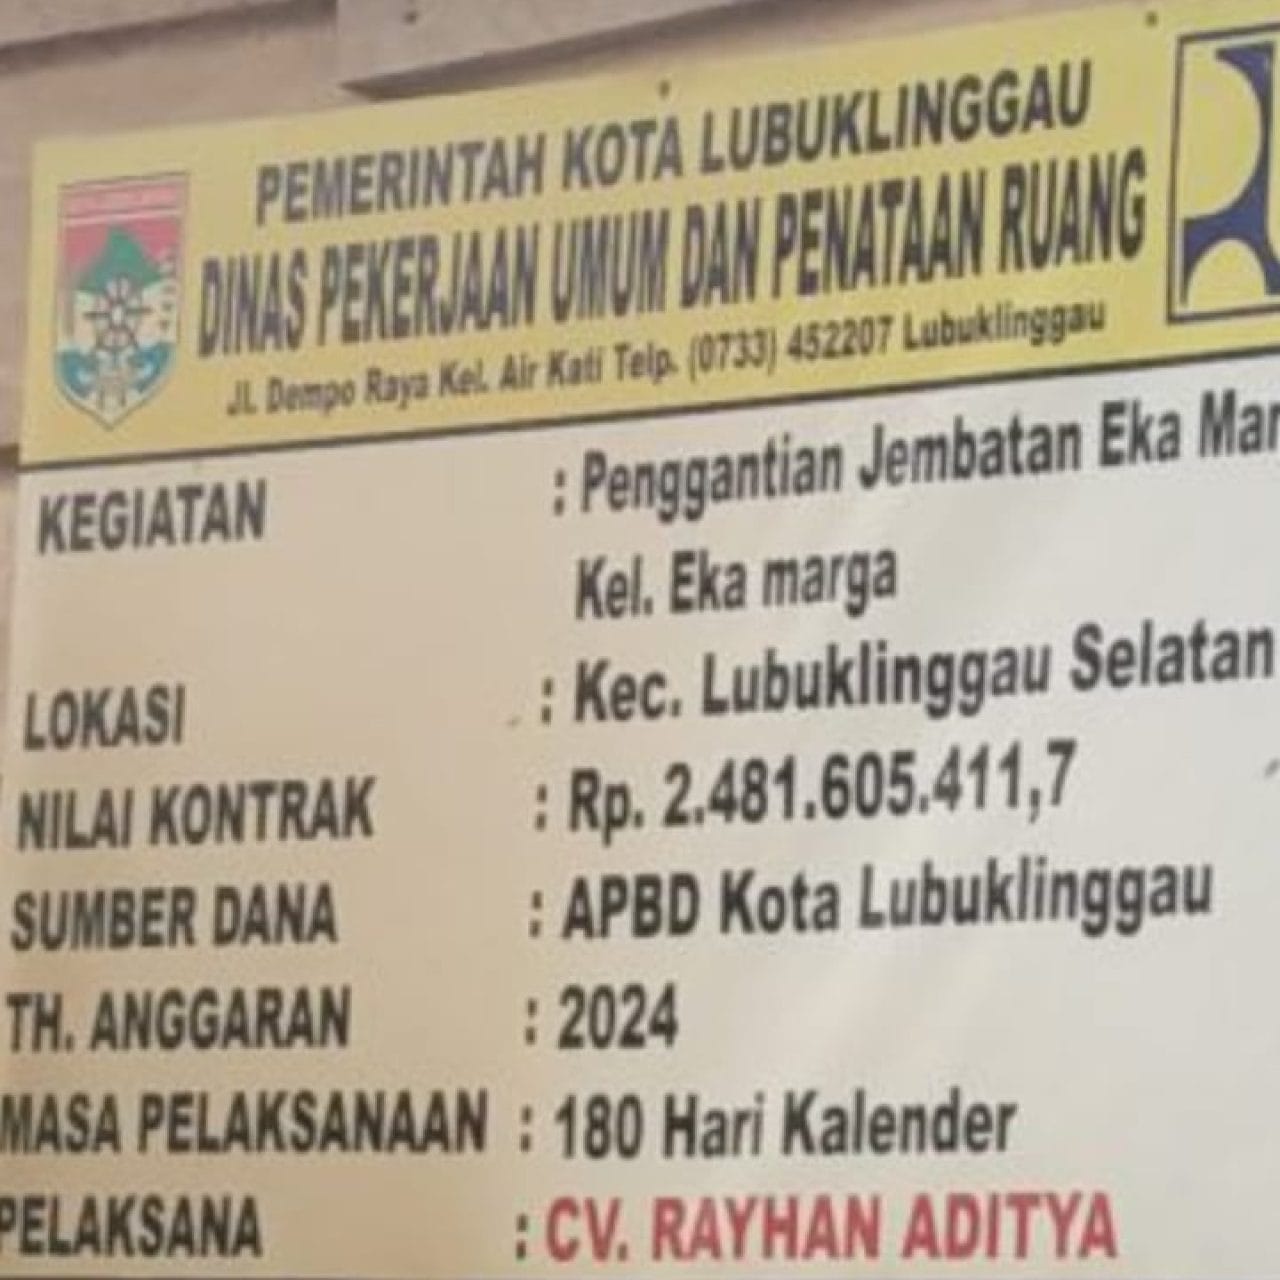 PEMERINTAH KOTA LUBUKLINGGAU
DINAS PEKERJAAN UMUM DAN PENATAAN RUANG
Jl. Dempo Raya Kel. Air Kati Telp. (0733) 452207 Lubuklinggau
KEGIATAN : Penggantian Jembatan Eka Mar
Kel. Eka marga
LOKASI : Kec. Lubuklinggau Selatan
NILAI KONTRAK : Rp. 2.481.605.411,7
SUMBER DANA : APBD Kota Lubuklinggau
TH. ANGGARAN : 2024
MASA PELAKSANAAN : 180 Hari Kalender
PELAKSANA : CV. RAYHAN ADITYA